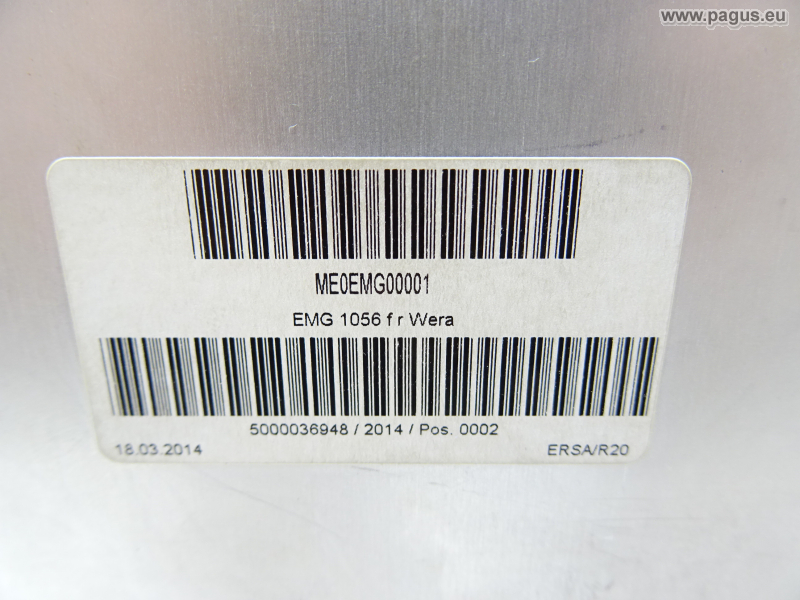 www.pagus.eu
ME0EMG00001
EMG 1056 f r Wera
5000036948 / 2014 / Pos. 0002
18.03.2014
ERSA/R20